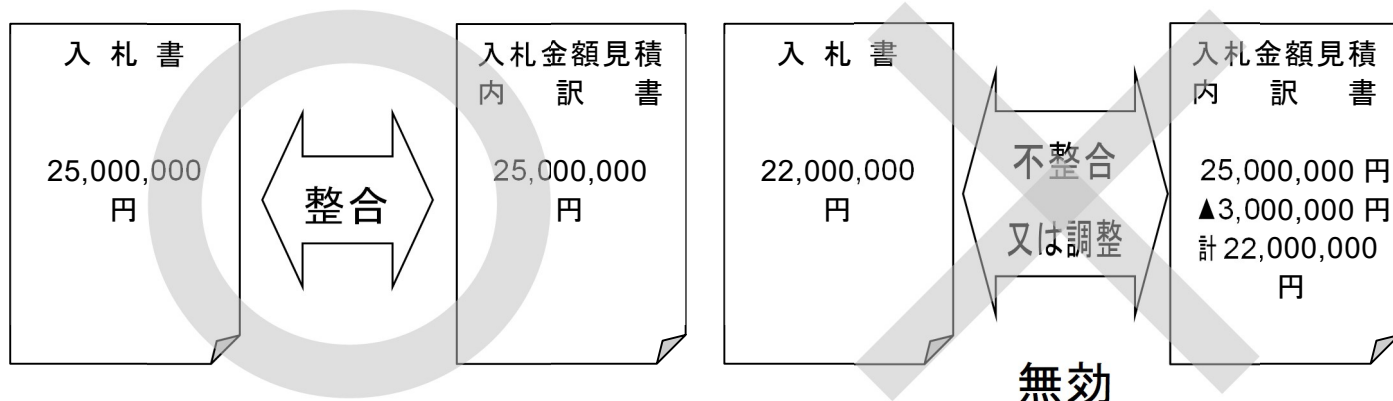 入札書
25,000,000
円
整合
入札金額見積
内訳書
25,000,000
円
入札書
22,000,000
円
不整合
又は調整
無効
入札金額見積
内訳書
25,000,000 円
▲3,000,000 円
計 22,000,000
円